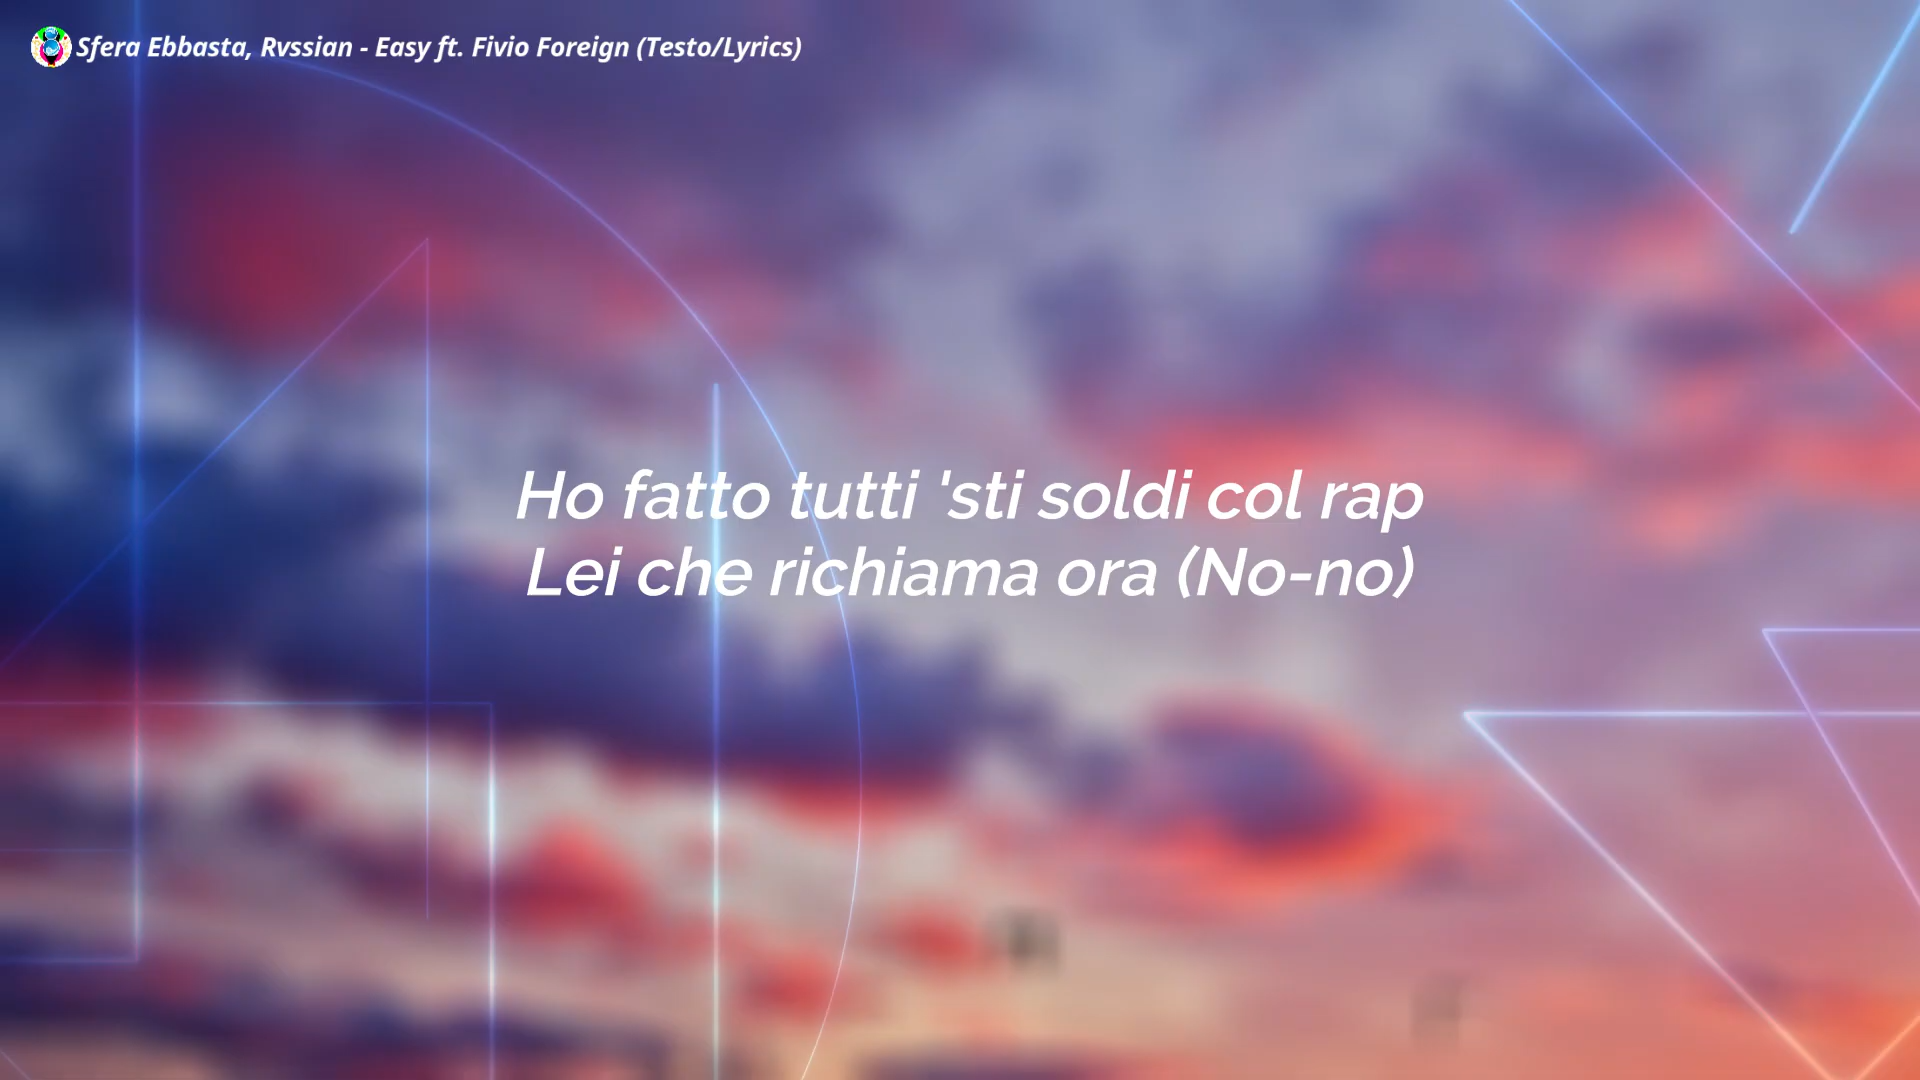 Sfera Ebbasta, Rvssian - Easy ft. Fivio Foreign (Testo/Lyrics)
Ho fatto tutti 'sti soldi col rap
Lei che richiama ora (No-no)